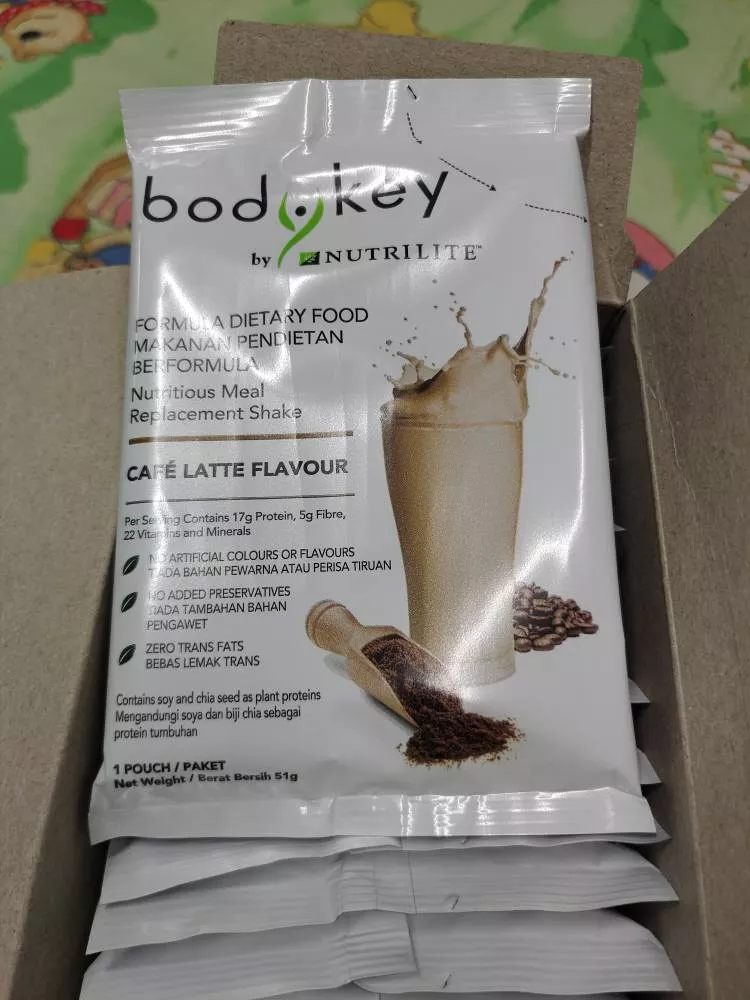 bodykey
by NUTRILITE™
FORMULA DIETARY FOOD
MAKANAN PENDIETAN
BERFORMULA
Nutritious Meal
Replacement Shake
CAFÉ LATTE FLAVOUR
Per Serving Contains 17g Protein, 5g Fibre,
22 Vitamins and Minerals
NO ARTIFICIAL COLOURS OR FLAVOURS
TIADA BAHAN PEWARNA ATAU PERISA TIRUAN
NO ADDED PRESERVATIVES
TIADA TAMBAHAN BAHAN
PENGAWET
ZERO TRANS FATS
BEBAS LEMAK TRANS
Contains soy and chia seed as plant proteins
Mengandungi soya dan biji chia sebagai
protein tumbuhan
1 POUCH / PAKET
Net Weight / Berat Bersih 51g